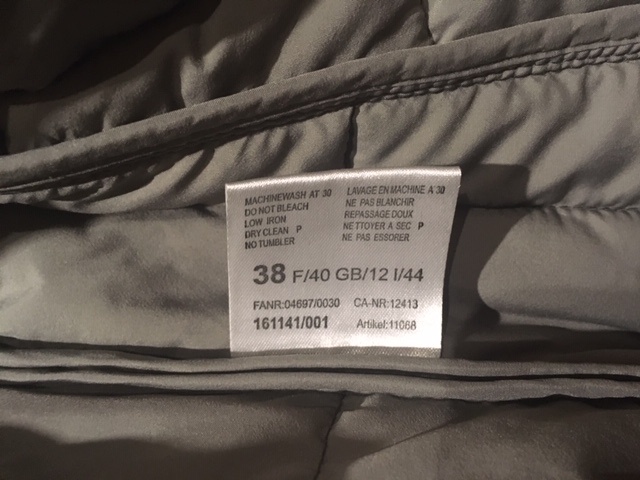 MACHINEWASH AT 30
DO NOT BLEACH
LOW IRON
DRY CLEAN P
NO TUMBLER
LAVAGE EN MACHINE A 30
NE PAS BLANCHIR
REPASSAGE DOUX
NETTOYER A SEC P
NE PAS ESSORER
38 F/40 GB/12 I/44
FANR:04697/0030 CA-NR:12413
161141/001 Artikel:11068